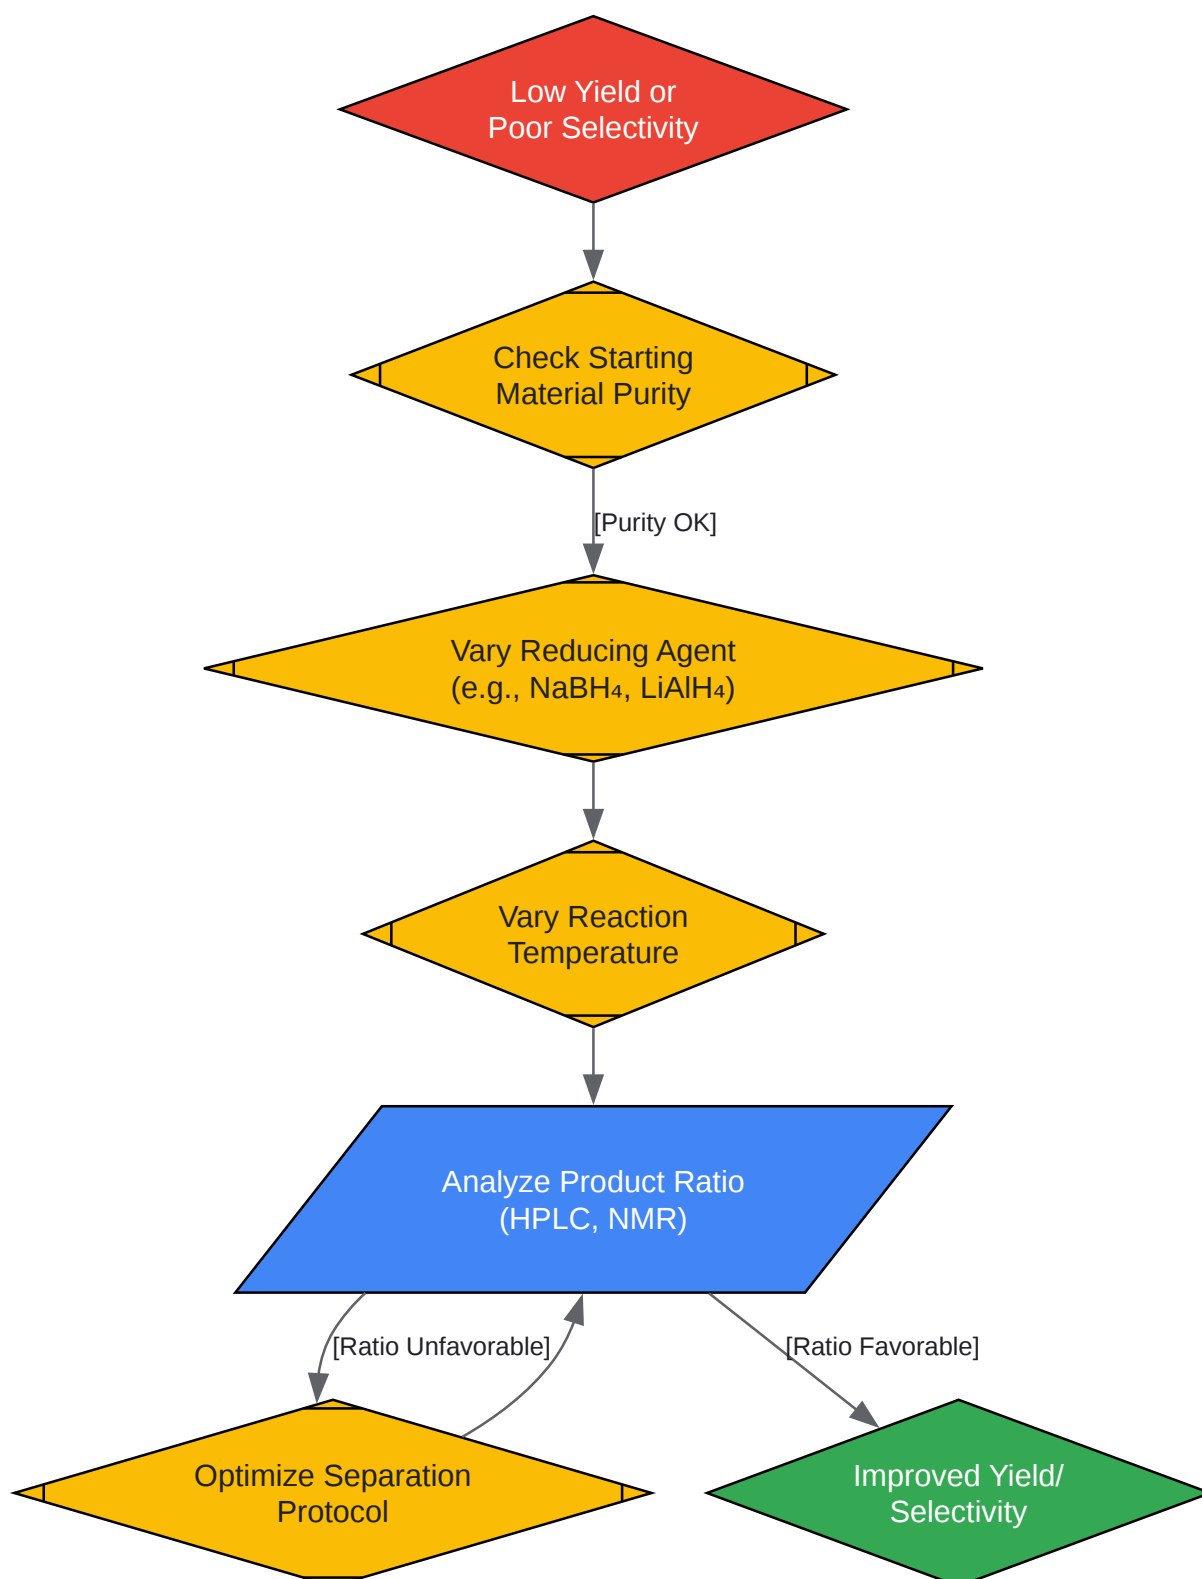 Low Yield or
Poor Selectivity
Check Starting
Material Purity
[Purity OK]
Vary Reducing Agent
(e.g., NaBH₄, LiAlH₄)
Vary Reaction
Temperature
Analyze Product Ratio
(HPLC, NMR)
[Ratio Unfavorable]
[Ratio Favorable]
Optimize Separation
Protocol
Improved Yield/
Selectivity